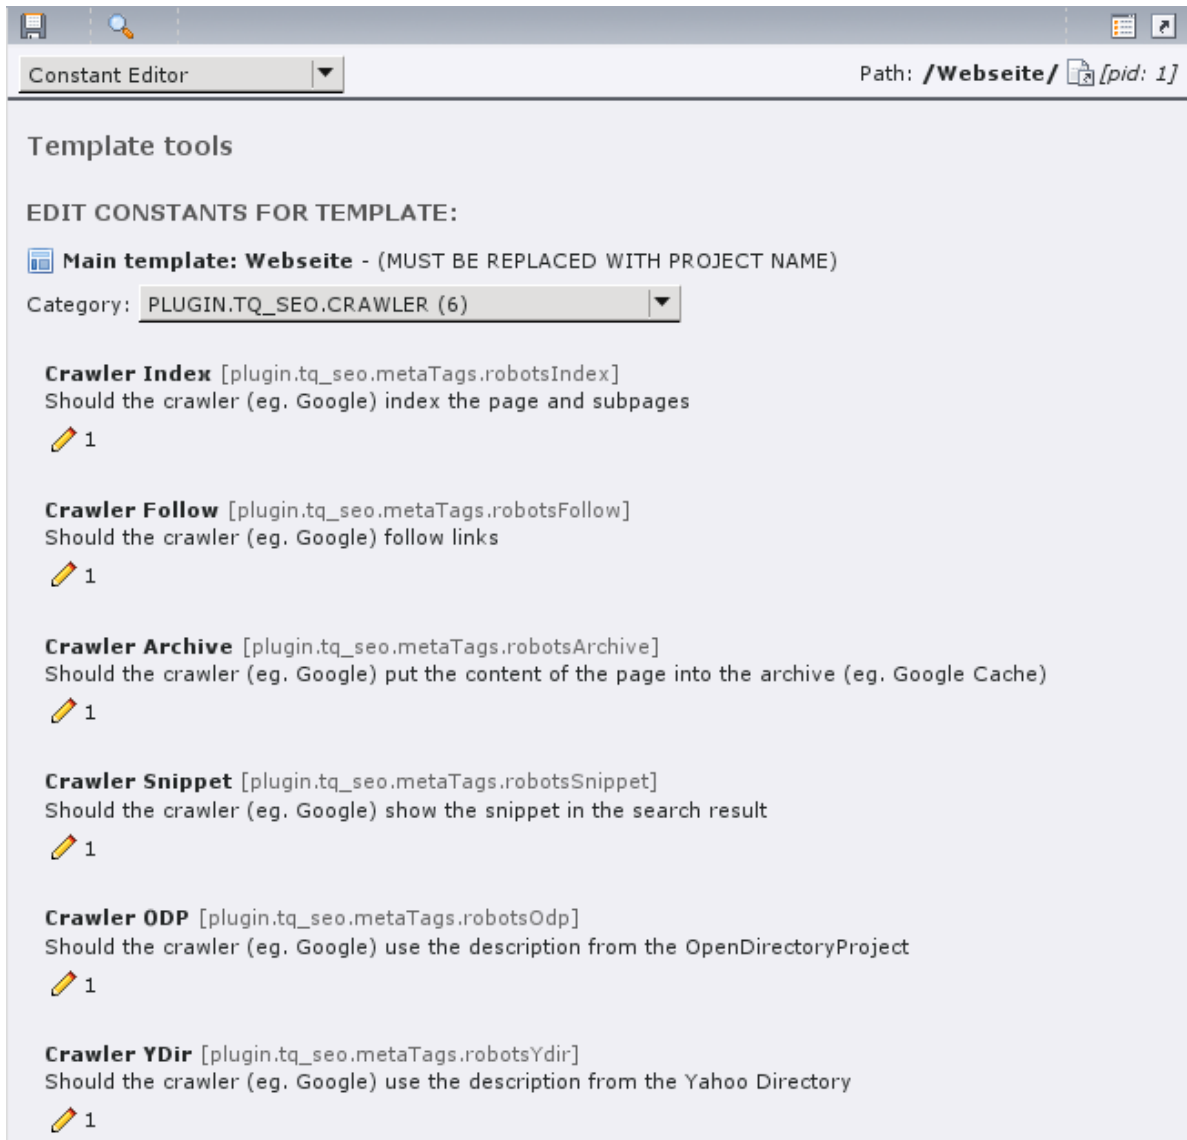 Constant Editor
Path: /Webseite/ [pid: 1]
Template tools
EDIT CONSTANTS FOR TEMPLATE:
Main template: Webseite - (MUST BE REPLACED WITH PROJECT NAME)
Category: PLUGIN.TQ_SEO.CRAWLER (6)
Crawler Index [plugin.tq_seo.metaTags.robotsIndex]
Should the crawler (eg. Google) index the page and subpages
1
Crawler Follow [plugin.tq_seo.metaTags.robotsFollow]
Should the crawler (eg. Google) follow links
1
Crawler Archive [plugin.tq_seo.metaTags.robotsArchive]
Should the crawler (eg. Google) put the content of the page into the archive (eg. Google Cache)
1
Crawler Snippet [plugin.tq_seo.metaTags.robotsSnippet]
Should the crawler (eg. Google) show the snippet in the search result
1
Crawler ODP [plugin.tq_seo.metaTags.robotsOdp]
Should the crawler (eg. Google) use the description from the OpenDirectoryProject
1
Crawler YDir [plugin.tq_seo.metaTags.robotsYdir]
Should the crawler (eg. Google) use the description from the Yahoo Directory
1